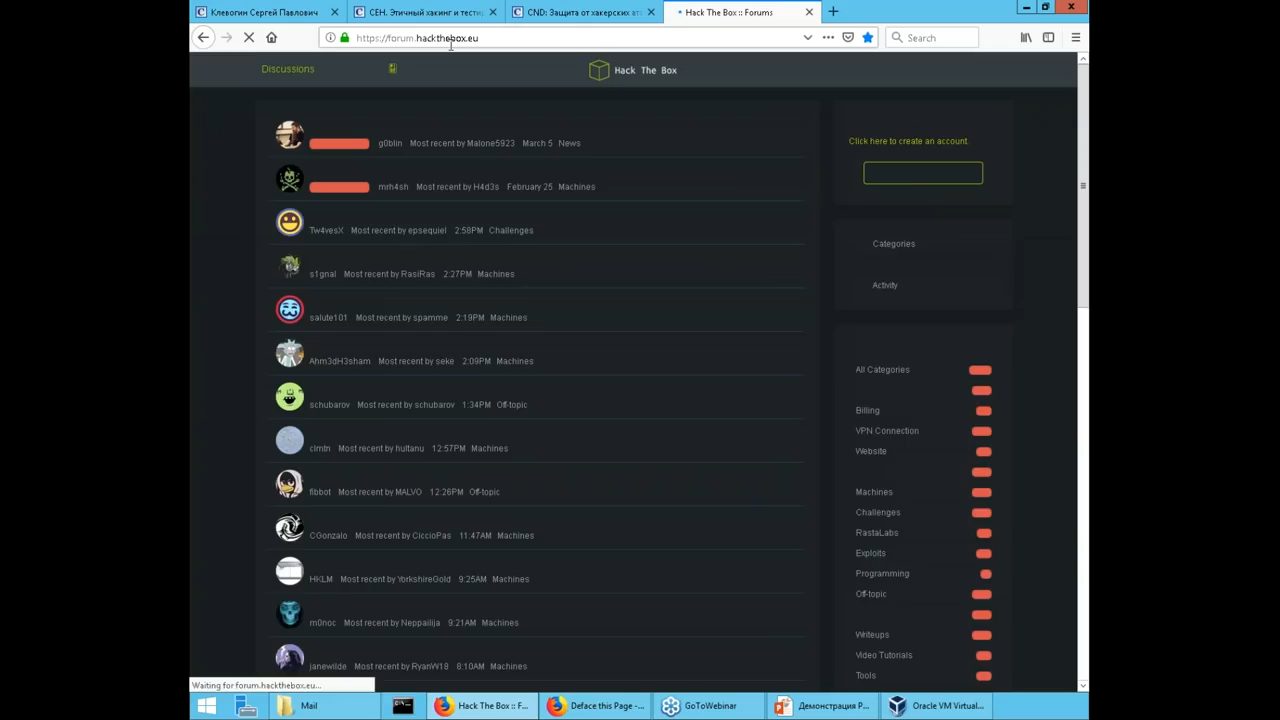 Клевогин Сергей Павлович
CEH. Этичный хакинг и тести
CND: Защита от хакерских ат
Hack The Box :: Forums
https://forum.hackthebox.eu
Search
Discussions
Hack The Box
g0blin Most recent by Malone5923 March 5 News
mrh4sh Most recent by H4d3s February 25 Machines
Tw4vesX Most recent by epsequiel 2:58PM Challenges
s1gnal Most recent by RasiRas 2:27PM Machines
salute101 Most recent by spamme 2:19PM Machines
Ahm3dH3sham Most recent by seke 2:09PM Machines
schubarov Most recent by schubarov 1:34PM Off-topic
clmtn Most recent by hultanu 12:57PM Machines
fibbot Most recent by MALVO 12:26PM Off-topic
CGonzalo Most recent by CiccioPas 11:47AM Machines
HKLM Most recent by YorkshireGold 9:25AM Machines
m0noc Most recent by Neppailija 9:21AM Machines
janewilde Most recent by RyanW18 8:10AM Machines
Click here to create an account.
Categories
Activity
All Categories
Billing
VPN Connection
Website
Machines
Challenges
RastaLabs
Exploits
Programming
Off-topic
Writeups
Video Tutorials
Tools
Waiting for forum.hackthebox.eu...
Mail
Hack The Box :: F...
Deface this Page -...
GoToWebinar
Демонстрация P...
Oracle VM Virtual...